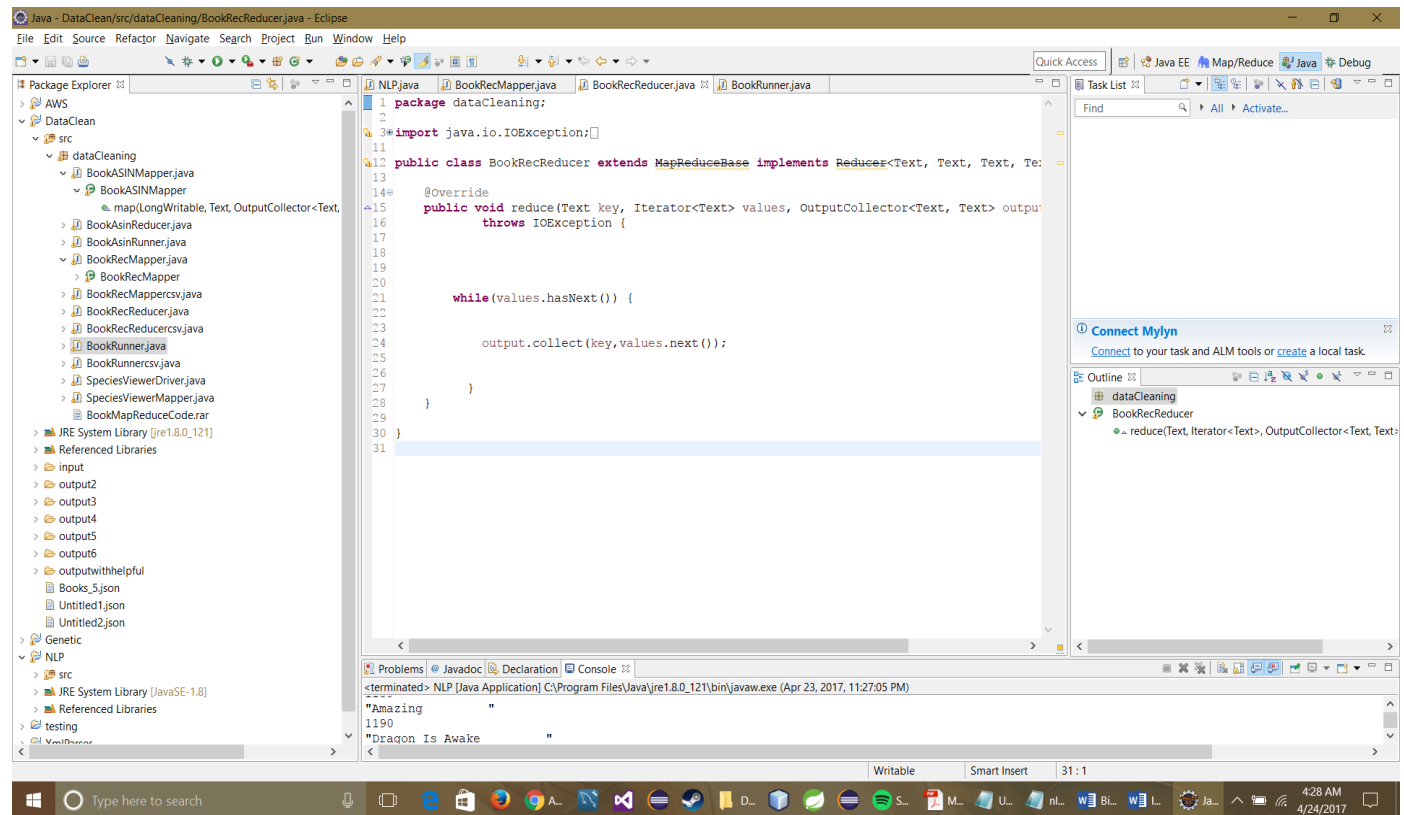 Java - DataClean/src/dataCleaning/BookRecReducer.java - Eclipse
File Edit Source Refactor Navigate Search Project Run Window Help
Quick Access
Java EE
Map/Reduce
Java
Debug
Package Explorer
AWS
DataClean
src
dataCleaning
BookASINMapper.java
BookASINMapper
map(LongWritable, Text, OutputCollector<Text,
BookAsinReducer.java
BookAsinRunner.java
BookRecMapper.java
BookRecMapper
BookRecMappercsv.java
BookRecReducer.java
BookRecReducercsv.java
BookRunner.java
BookRunnercsv.java
SpeciesViewerDriver.java
SpeciesViewerMapper.java
BookMapReduceCode.rar
JRE System Library [jre1.8.0_121]
Referenced Libraries
input
output2
output3
output4
output5
output6
outputwithhelpful
Books_5.json
Untitled1.json
Untitled2.json
Genetic
NLP
src
JRE System Library [JavaSE-1.8]
Referenced Libraries
testing
XmlParser
NLP.java
BookRecMapper.java
BookRecReducer.java
BookRunner.java
1 package dataCleaning;
2
3 import java.io.IOException;
11
12 public class BookRecReducer extends MapReduceBase implements Reducer<Text, Text, Text, Te
13
14 @Override
15 public void reduce(Text key, Iterator<Text> values, OutputCollector<Text, Text> outpu
16 throws IOException {
17
18
19
20
21 while(values.hasNext()) {
22
23
24 output.collect(key,values.next());
25
26
27 }
28 }
29
30 }
31
Task List
Find
All
Activate...
Connect Mylyn
Connect to your task and ALM tools or create a local task.
Outline
dataCleaning
BookRecReducer
reduce(Text, Iterator<Text>, OutputCollector<Text, Text>
Problems
@ Javadoc
Declaration
Console
<terminated> NLP [Java Application] C:\Program Files\Java\jre1.8.0_121\bin\javaw.exe (Apr 23, 2017, 11:27:05 PM)
"Amazing "
1190
"Dragon Is Awake "
Writable
Smart Insert
31 : 1
Type here to search
A...
D...
S...
M...
U...
nl...
Bi...
I...
Ja...
4:28 AM
4/24/2017